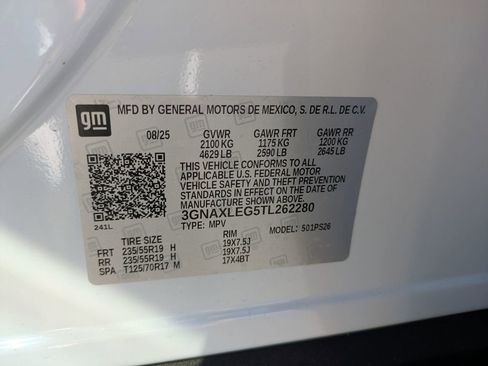 gm
MFD BY GENERAL MOTORS DE MEXICO, S. DE R.L. DE C.V.
08/25 GVWR GAWR FRT GAWR RR
2100 KG 1175 KG 1200 KG
4629 LB 2590 LB 2645 LB
THIS VEHICLE CONFORMS TO ALL
APPLICABLE U.S. FEDERAL MOTOR
VEHICLE SAFETY AND THEFT PREVENTION
STANDARDS IN EFFECT ON THE DATE OF
MANUFACTURE SHOWN ABOVE.
3GNAXLEG5TL262280
241L TYPE: MPV MODEL: 501PS26
TIRE SIZE RIM
FRT 235/55R19 H 19X7.5J
RR 235/55R19 H 19X7.5J
SPA T125/70R17 M 17X4BT